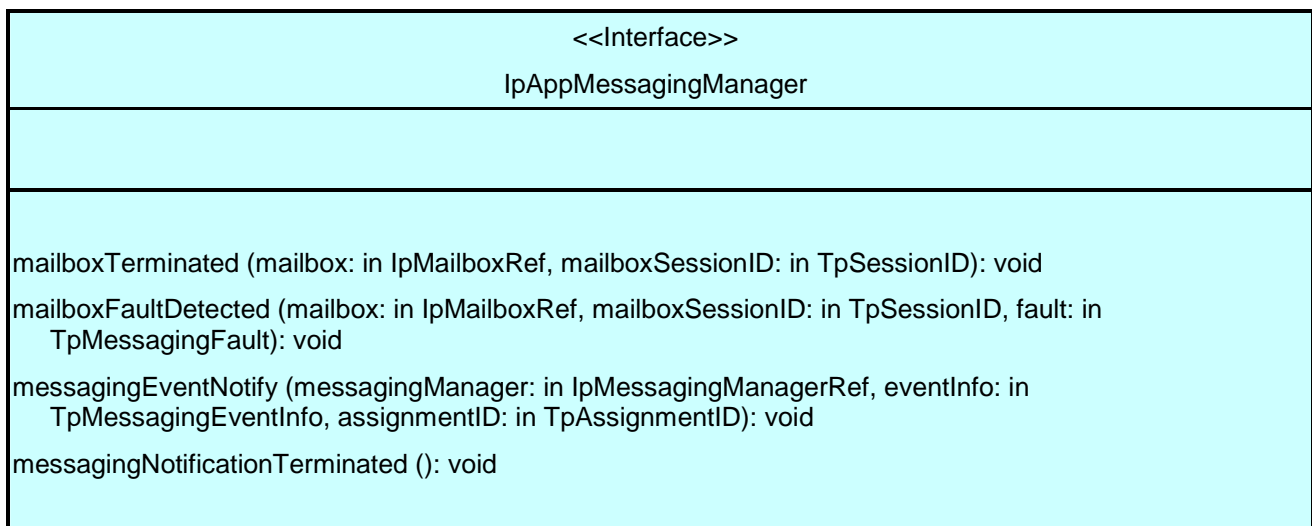 <<Interface>>
IpAppMessagingManager
mailboxTerminated (mailbox: in IpMailboxRef, mailboxSessionID: in TpSessionID): void
mailboxFaultDetected (mailbox: in IpMailboxRef, mailboxSessionID: in TpSessionID, fault: in
TpMessagingFault): void
messagingEventNotify (messagingManager: in IpMessagingManagerRef, eventInfo: in
TpMessagingEventInfo, assignmentID: in TpAssignmentID): void
messagingNotificationTerminated (): void